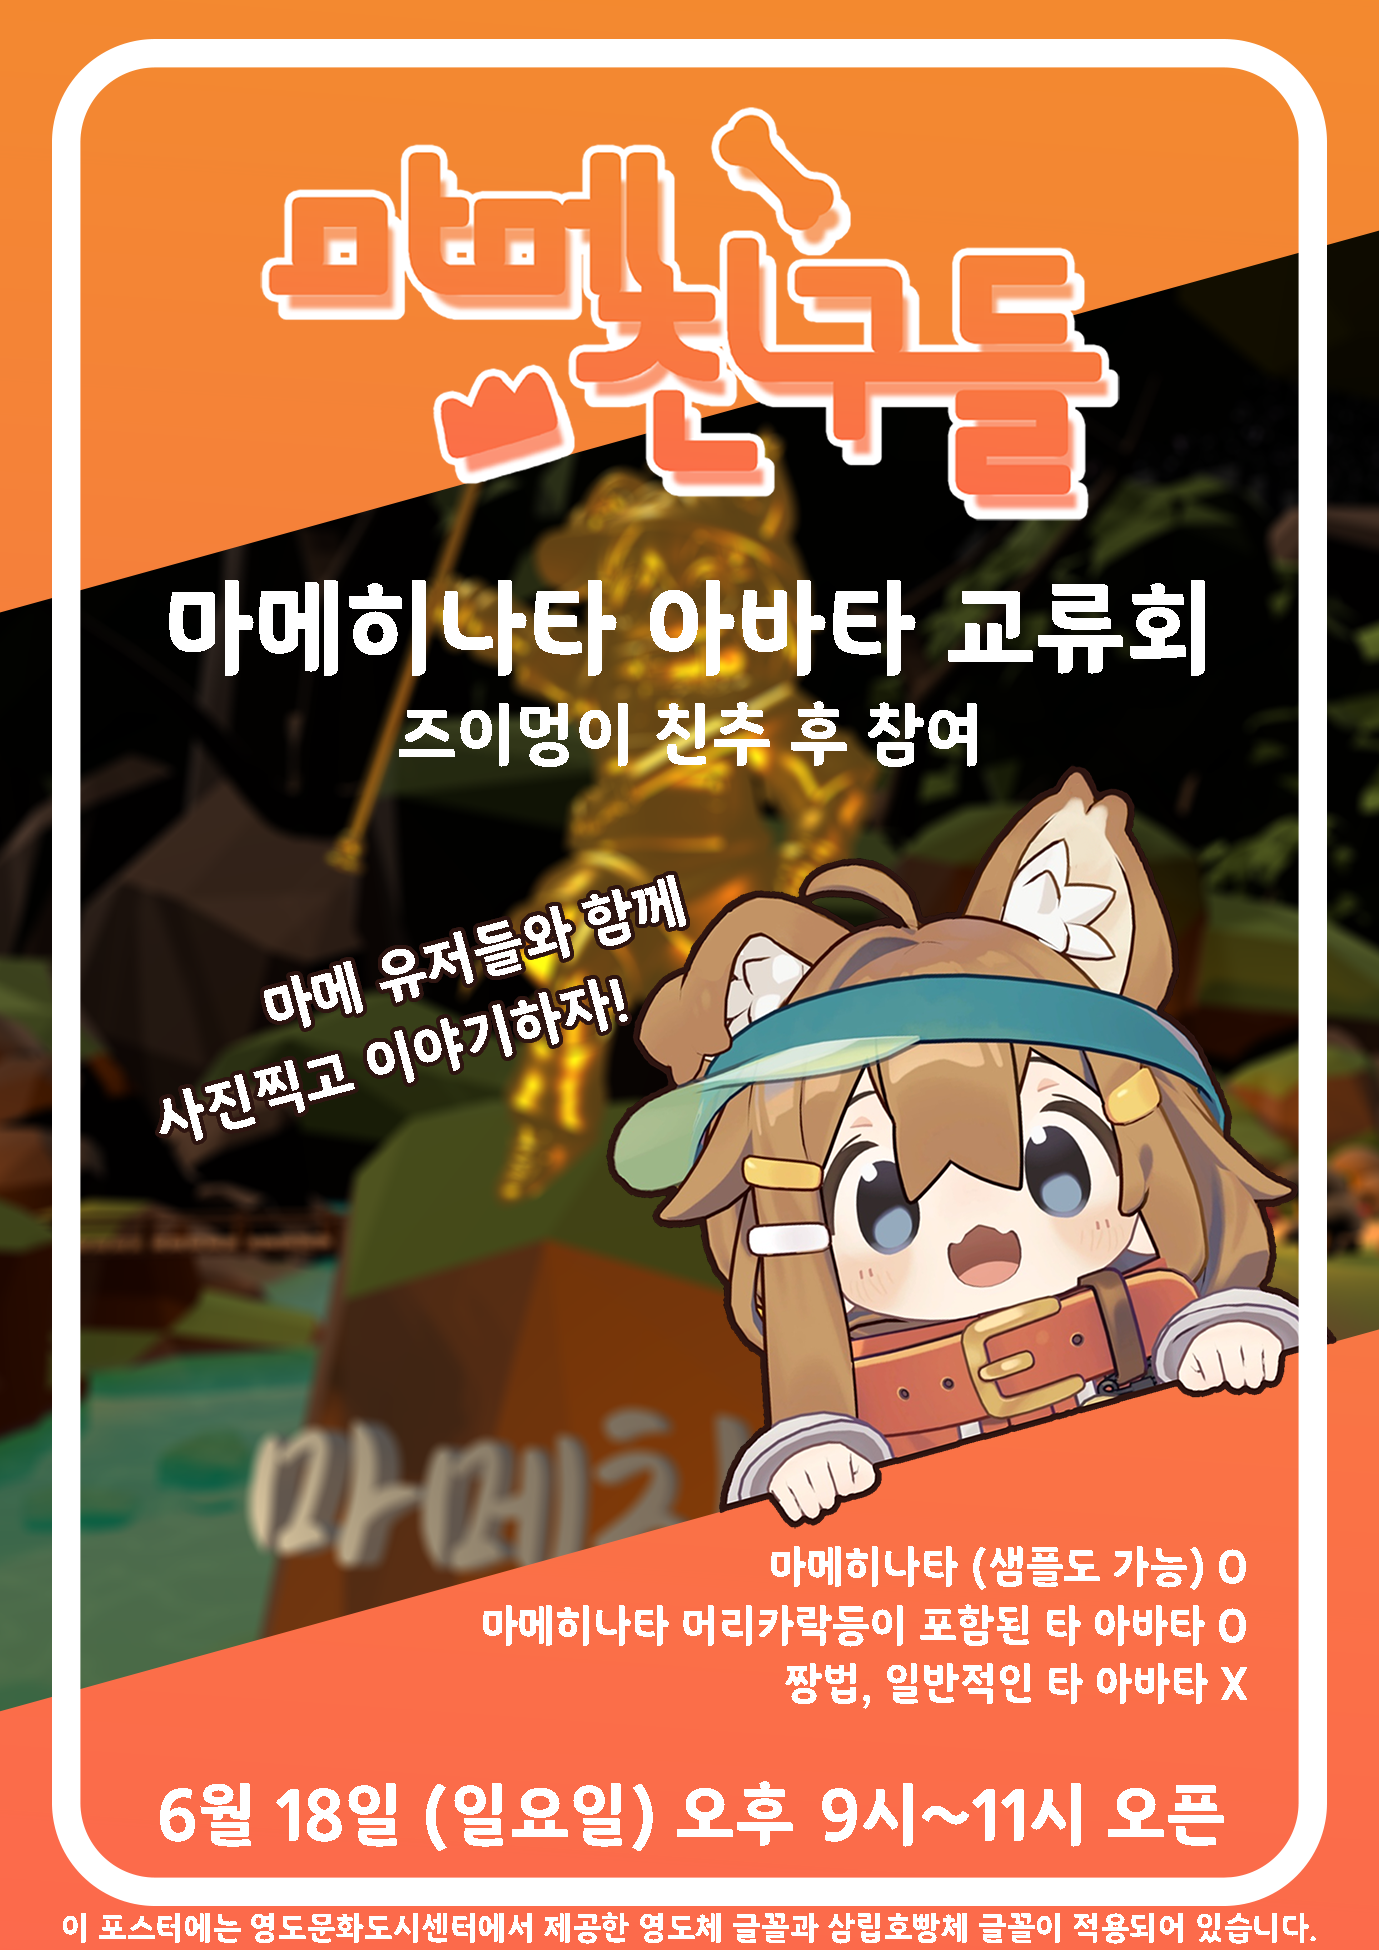 마메친구들
마메히나타 아바타 교류회
즈이멍이 친추 후 참여
마메 유저들와 함께
사진찍고 이야기하자!
마메친
마메히나타 (샘플도 가능) O
마메히나타 머리카락등이 포함된 타 아바타 O
짱법, 일반적인 타 아바타 X
6월 18일 (일요일) 오후 9시~11시 오픈
이 포스터에는 영도문화도시센터에서 제공한 영도체 글꼴과 삼립호빵체 글꼴이 적용되어 있습니다.